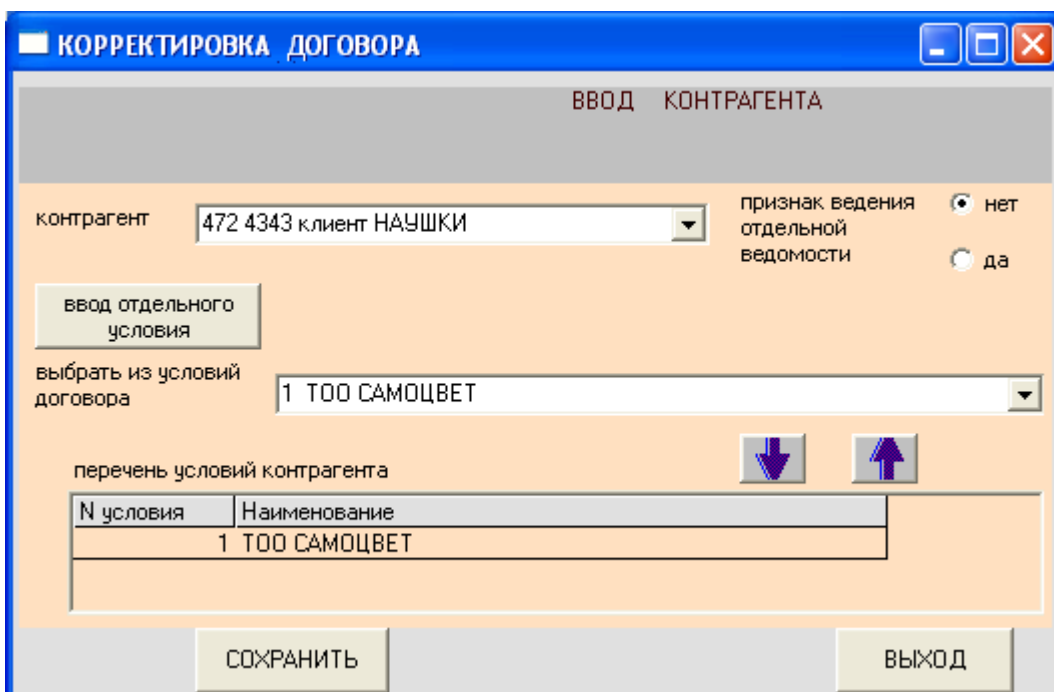 КОРРЕКТИРОВКА ДОГОВОРА
ВВОД КОНТРАГЕНТА
контрагент
472 4343 клиент НАУШКИ
признак ведения
отдельной
ведомости
нет
да
ввод отдельного
условия
выбрать из условий
договора
1 ТОО САМОЦВЕТ
перечень условий контрагента
N условия Наименование
1 ТОО САМОЦВЕТ
СОХРАНИТЬ
ВЫХОД